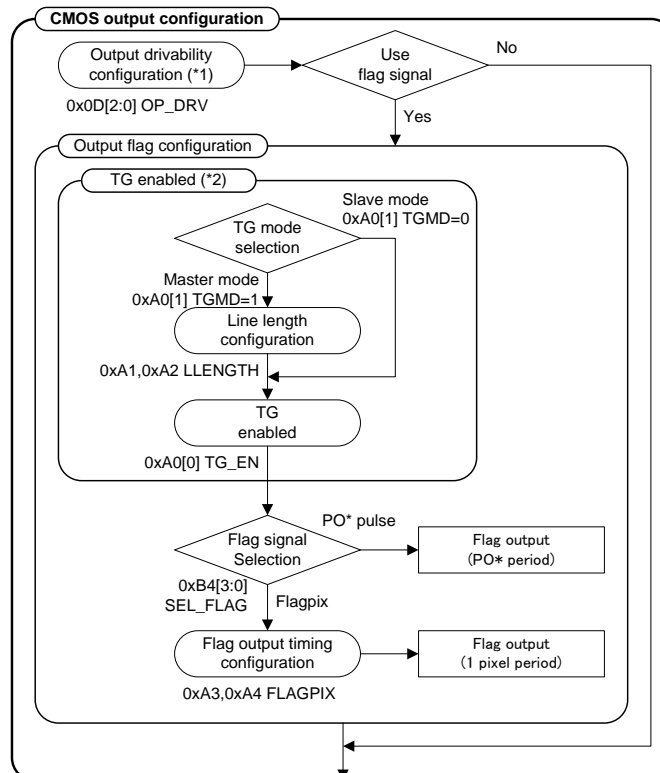 CMOS output configuration
Output drivability
configuration (*1)
0x0D[2:0] OP_DRV
Use
flag signal
No
Yes
Output flag configuration
TG enabled (*2)
TG mode
selection
Slave mode
0xA0[1] TGMD=0
Master mode
0xA0[1] TGMD=1
Line length
configuration
0xA1,0xA2 LLENGTH
TG
enabled
0xA0[0] TG_EN
Flag signal
Selection
PO* pulse
Flag output
(PO* period)
0xB4[3:0]
SEL_FLAG
Flagpix
Flag output timing
configuration
Flag output
(1 pixel period)
0xA3,0xA4 FLAGPIX